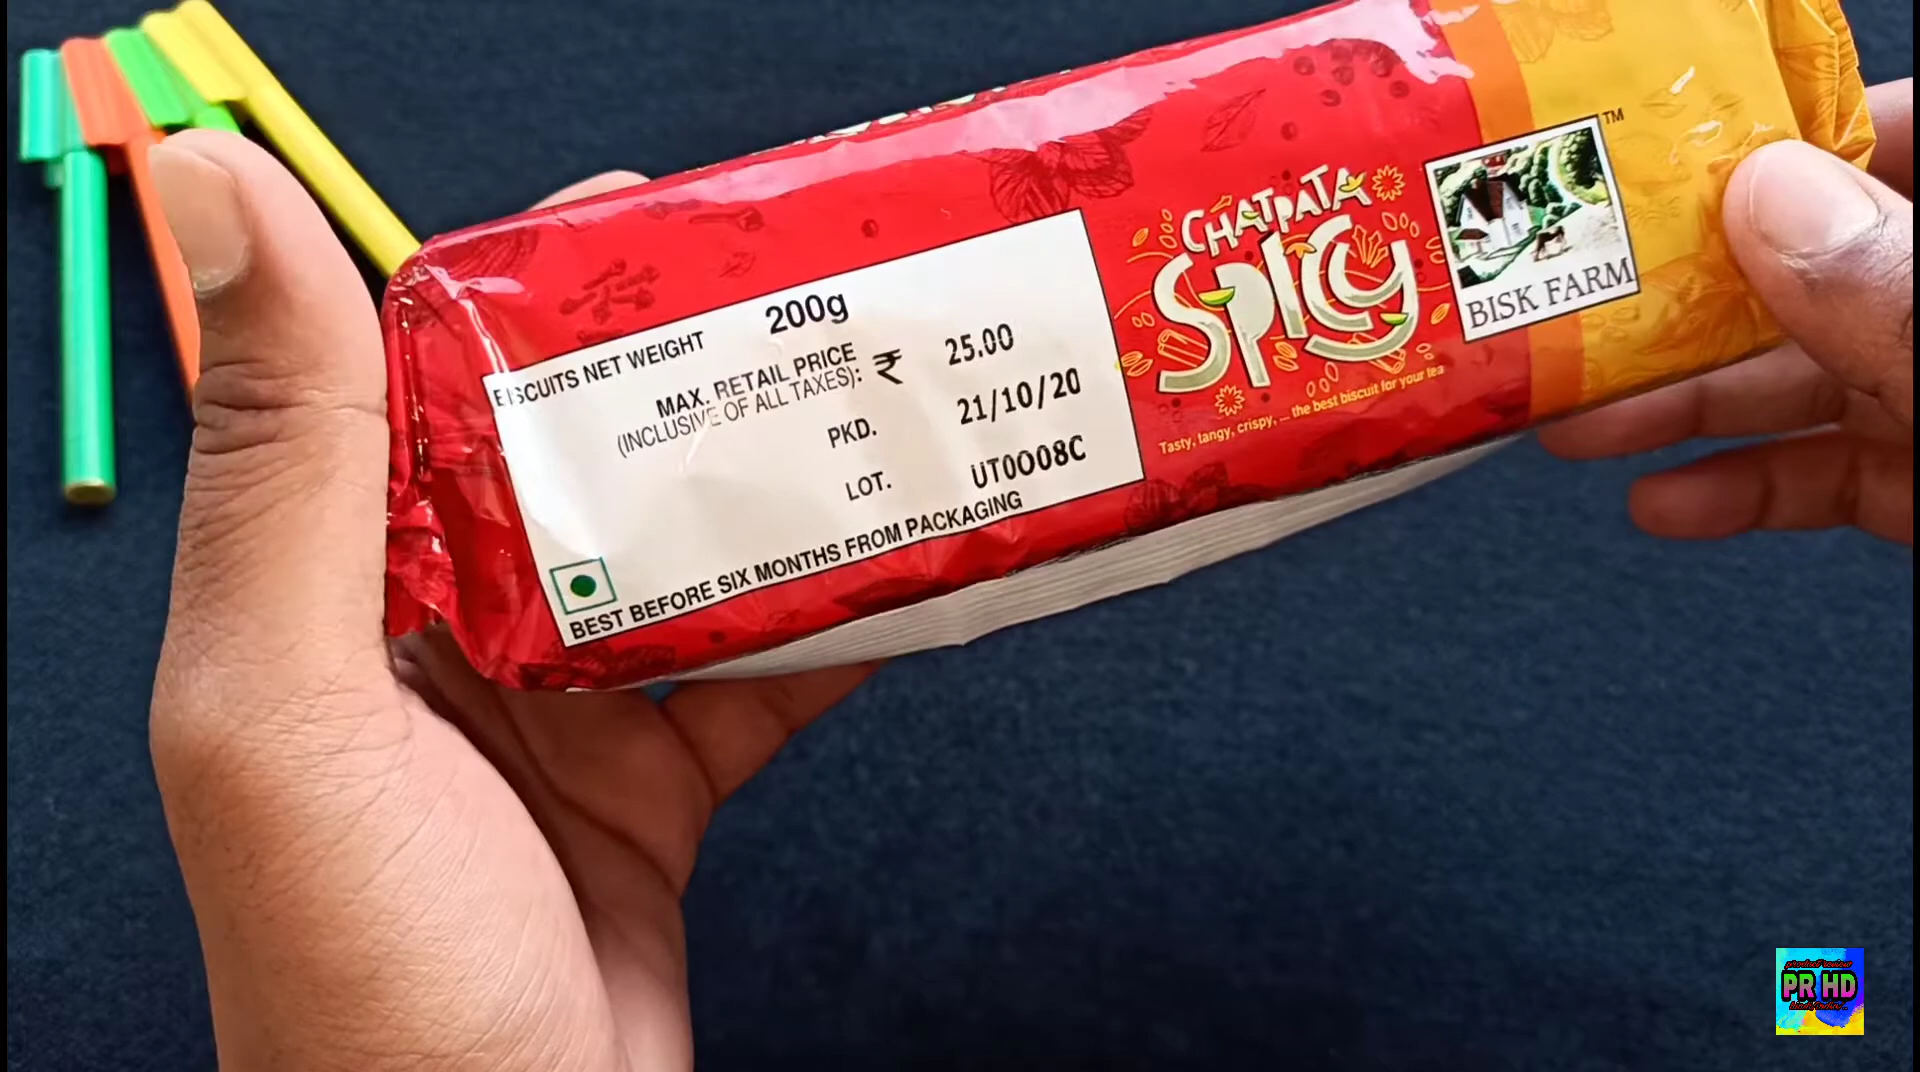 BISCUITS NET WEIGHT 200g
MAX. RETAIL PRICE ₹ 25.00
(INCLUSIVE OF ALL TAXES):
PKD. 21/10/20
LOT. UT0008C
BEST BEFORE SIX MONTHS FROM PACKAGING
CHATPATA
SPICY
Tasty, tangy, crispy, ... the best biscuit for your tea
TM
BISK FARM
PR HD